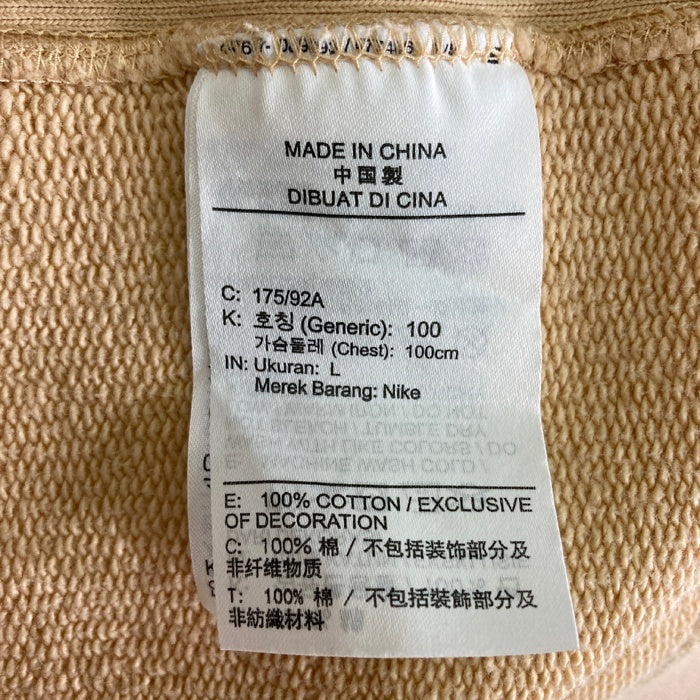 MADE IN CHINA
中国製
DIBUAT DI CINA
C: 175/92A
K: 호칭 (Generic): 100
가슴둘레 (Chest): 100cm
IN: Ukuran: L
Merek Barang: Nike
E: 100% COTTON / EXCLUSIVE
OF DECORATION
C: 100% 棉 / 不包括装饰部分及
非纤维物质
T: 100% 棉 / 不包括裝飾部分及
非紡織材料